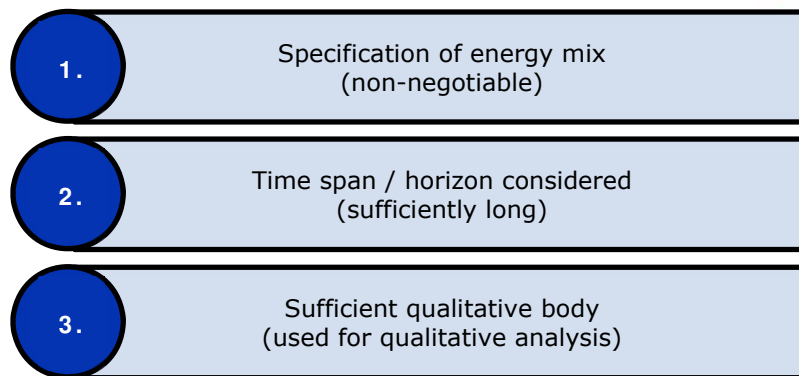 1.
Specification of energy mix
(non-negotiable)
2.
Time span / horizon considered
(sufficiently long)
3.
Sufficient qualitative body
(used for qualitative analysis)